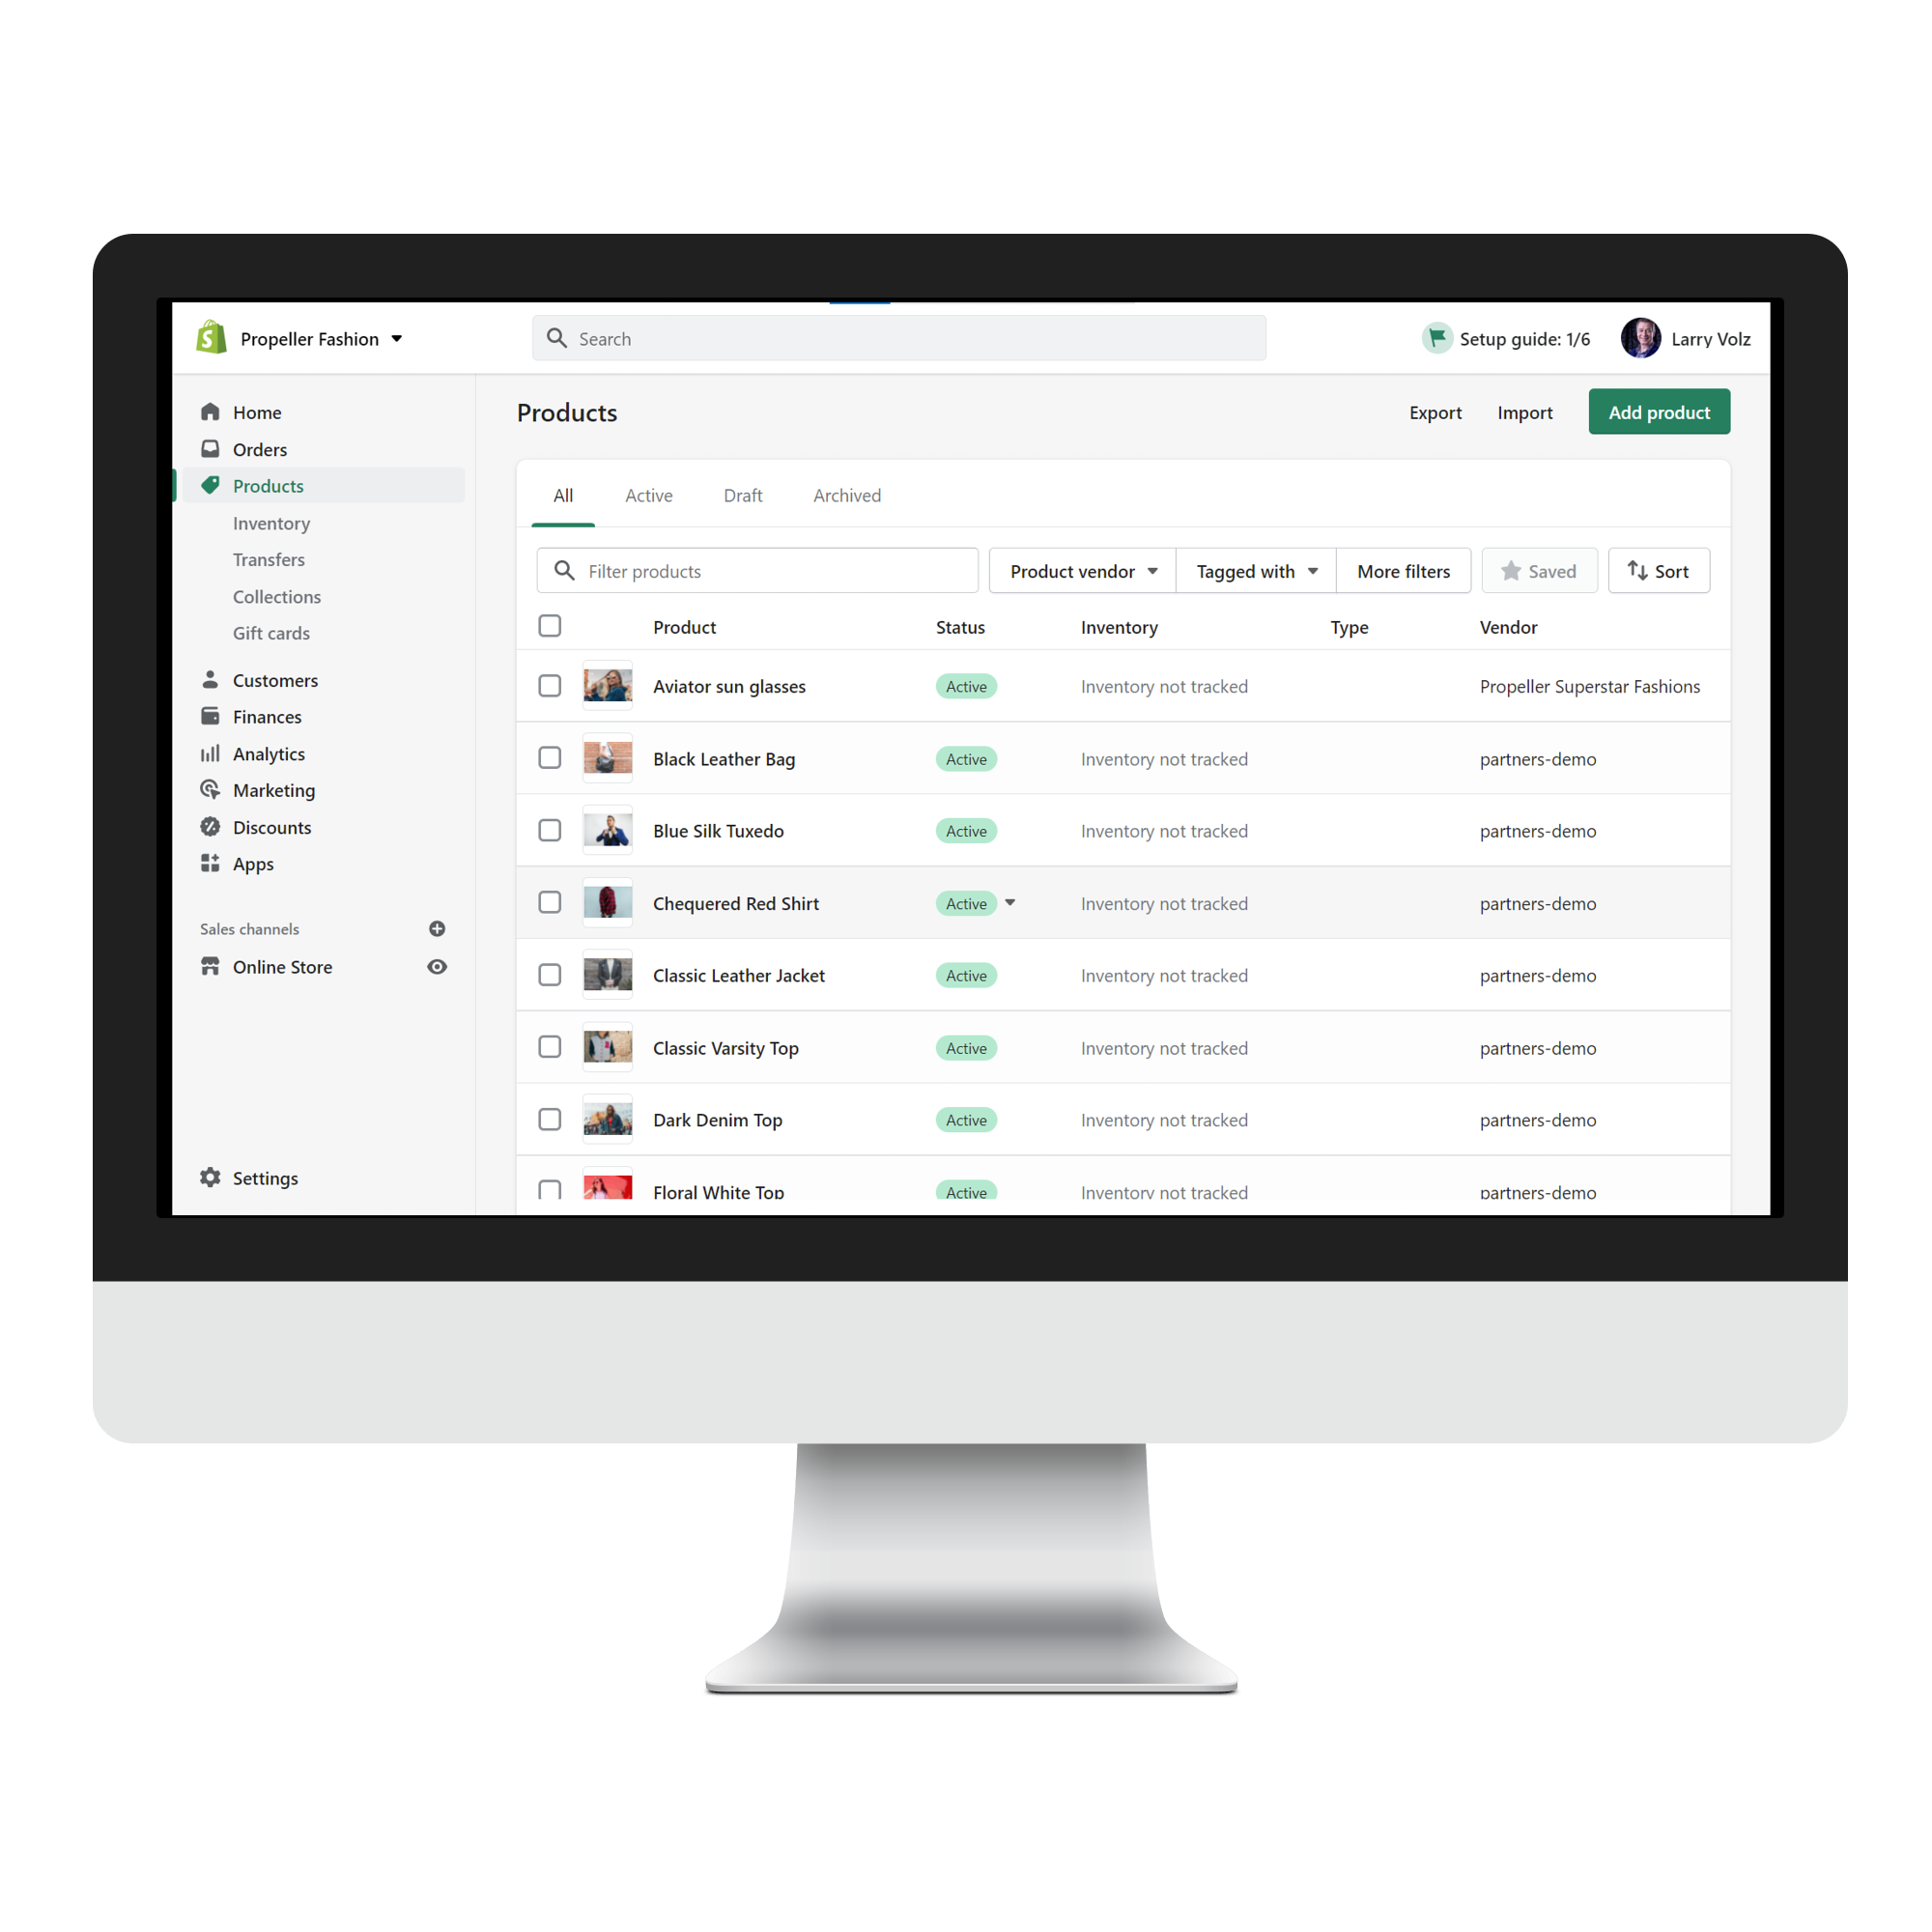 Propeller Fashion
Search
Setup guide: 1/6
Larry Volz
Home
Orders
Products
Inventory
Transfers
Collections
Gift cards
Customers
Finances
Analytics
Marketing
Discounts
Apps
Sales channels
Online Store
Settings
Products
Export Import Add product
All Active Draft Archived
Filter products Product vendor Tagged with More filters Saved Sort
Product Status Inventory Type Vendor
Aviator sun glasses Active Inventory not tracked Propeller Superstar Fashions
Black Leather Bag Active Inventory not tracked partners-demo
Blue Silk Tuxedo Active Inventory not tracked partners-demo
Chequered Red Shirt Active Inventory not tracked partners-demo
Classic Leather Jacket Active Inventory not tracked partners-demo
Classic Varsity Top Active Inventory not tracked partners-demo
Dark Denim Top Active Inventory not tracked partners-demo
Floral White Top Active Inventory not tracked partners-demo